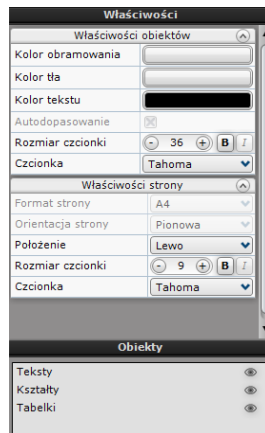 Właściwości
Właściwości obiektów
Kolor obramowania
Kolor tła
Kolor tekstu
Autodopasowanie
Rozmiar czcionki - 36 + B I
Czcionka Tahoma
Właściwości strony
Format strony A4
Orientacja strony Pionowa
Położenie Lewo
Rozmiar czcionki - 9 + B I
Czcionka Tahoma
Obiekty
Teksty
Kształty
Tabelki